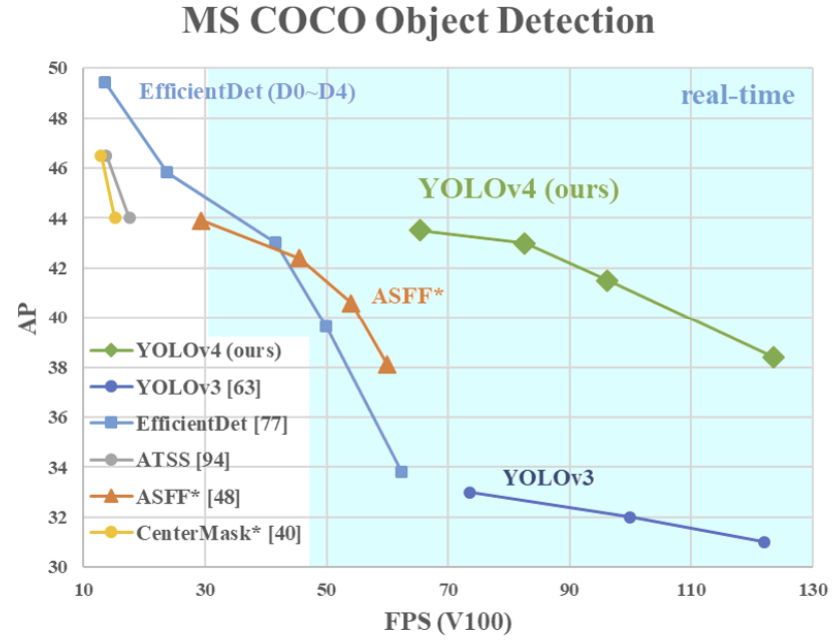 MS COCO Object Detection
50
48
46
44
42
40
38
36
34
32
30
AP
EfficientDet (D0~D4)
real-time
YOLOv4 (ours)
ASFF*
YOLOv3
YOLOv4 (ours)
YOLOv3 [63]
EfficientDet [77]
ATSS [94]
ASFF* [48]
CenterMask* [40]
10 30 50 70 90 110 130
FPS (V100)